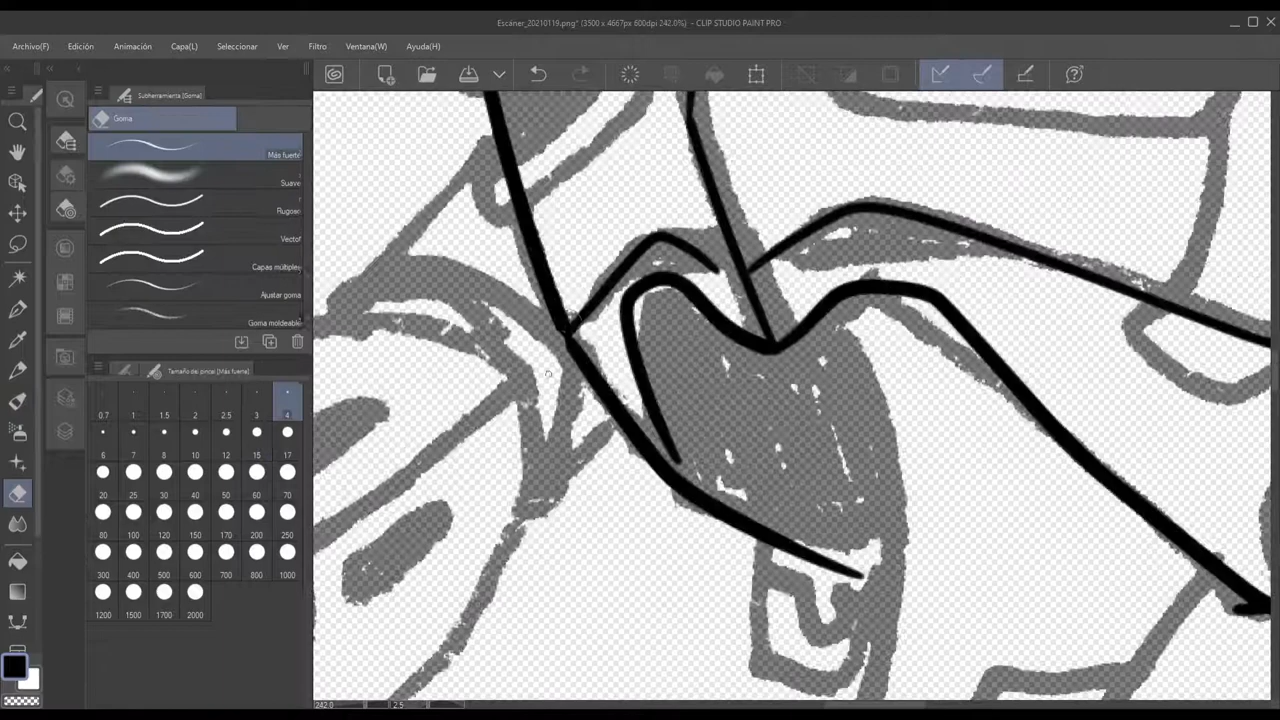 Escáner_20210119.png* (3500 x 4667px 600dpi 242.0%) - CLIP STUDIO PAINT PRO
Archivo(F) Edición Animación Capa(L) Seleccionar Ver Filtro Ventana(W) Ayuda(H)
Subherramienta [Goma]
Goma
Más fuerte
Suave
Rugoso
Vector
Capas múltiples
Ajustar goma
Goma moldeable
Tamaño del pincel [Más fuerte]
0.7 1 1.5 2 2.5 3 4
6 7 8 10 12 15 17
20 25 30 40 50 60 70
80 100 120 150 170 200 250
300 400 500 600 700 800 1000
1200 1500 1700 2000
242.0 2.5